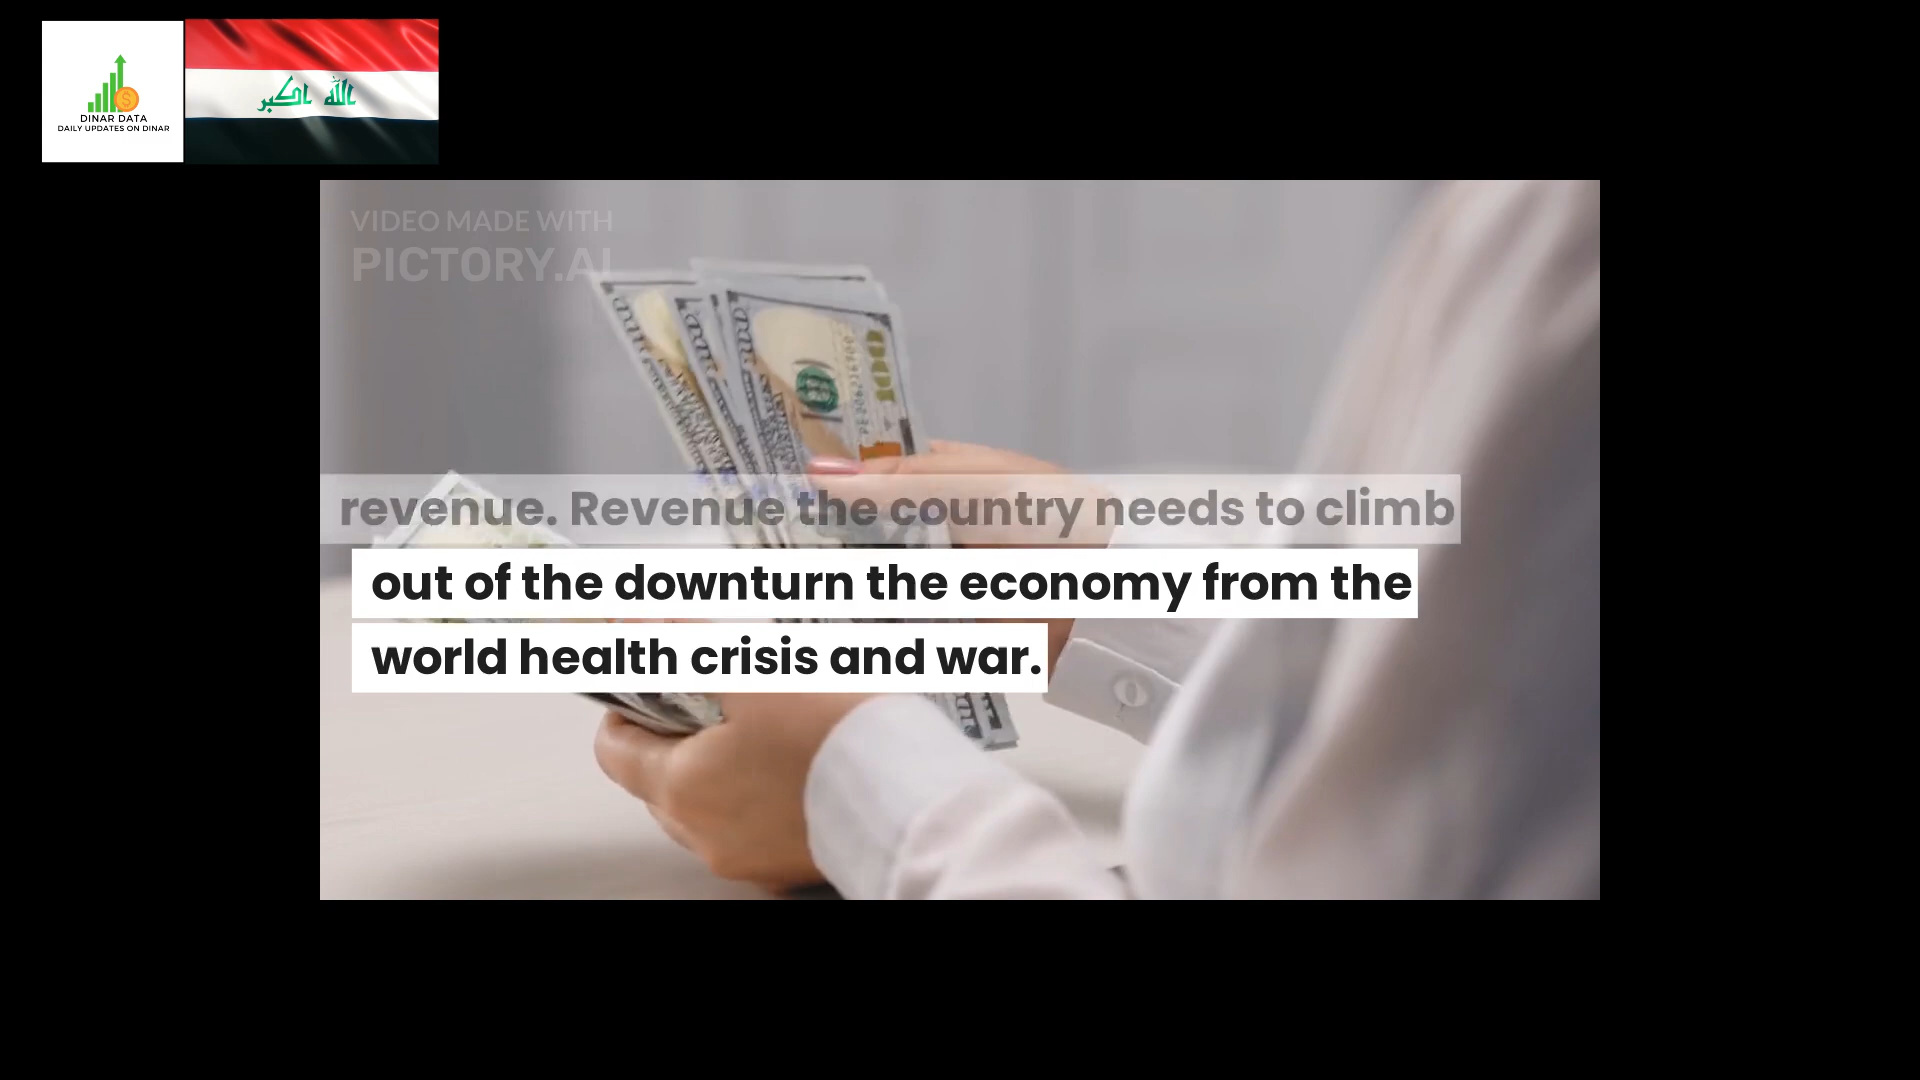 DINAR DATA
DAILY UPDATES ON DINAR
الله اكبر
VIDEO MADE WITH
PICTORY.AI
revenue. Revenue the country needs to climb
out of the downturn the economy from the
world health crisis and war.